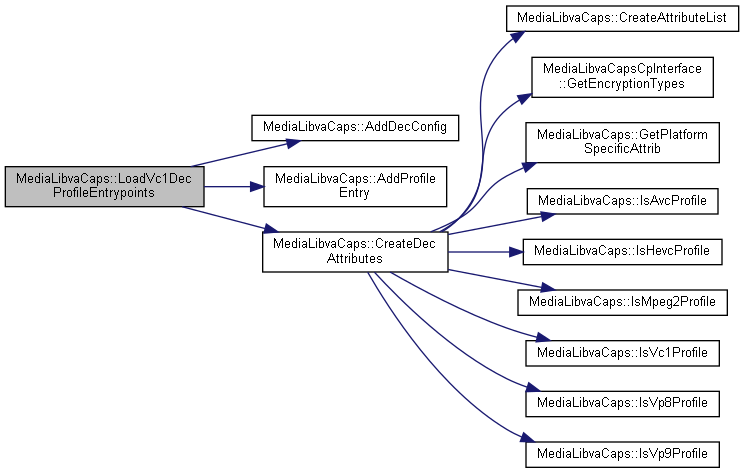 MediaLibvaCaps::LoadVc1Dec
ProfileEntrypoints
MediaLibvaCaps::AddDecConfig
MediaLibvaCaps::AddProfile
Entry
MediaLibvaCaps::CreateDec
Attributes
MediaLibvaCaps::CreateAttributeList
MediaLibvaCapsCpInterface
::GetEncryptionTypes
MediaLibvaCaps::GetPlatform
SpecificAttrib
MediaLibvaCaps::IsAvcProfile
MediaLibvaCaps::IsHevcProfile
MediaLibvaCaps::IsMpeg2Profile
MediaLibvaCaps::IsVc1Profile
MediaLibvaCaps::IsVp8Profile
MediaLibvaCaps::IsVp9Profile